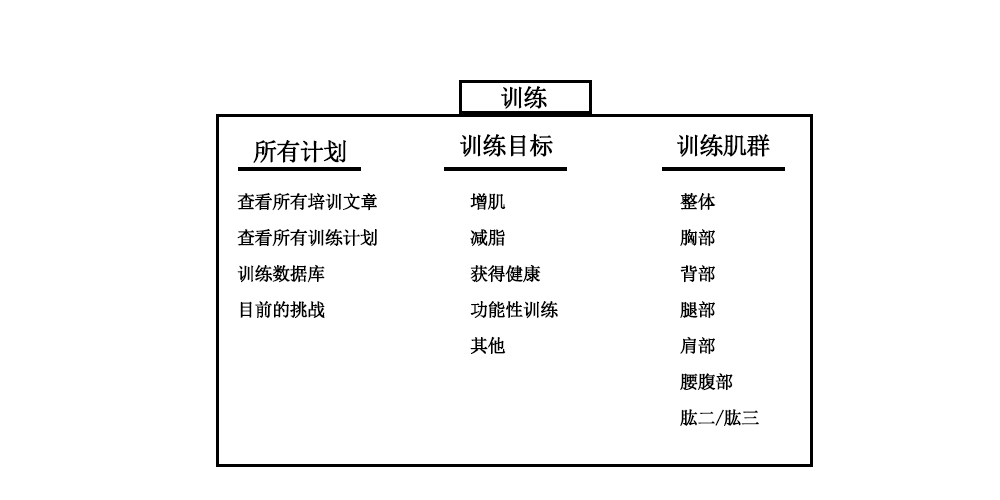 训练
所有计划
查看所有培训文章
查看所有训练计划
训练数据库
目前的挑战
训练目标
增肌
减脂
获得健康
功能性训练
其他
训练肌群
整体
胸部
背部
腿部
肩部
腰腹部
肱二/肱三